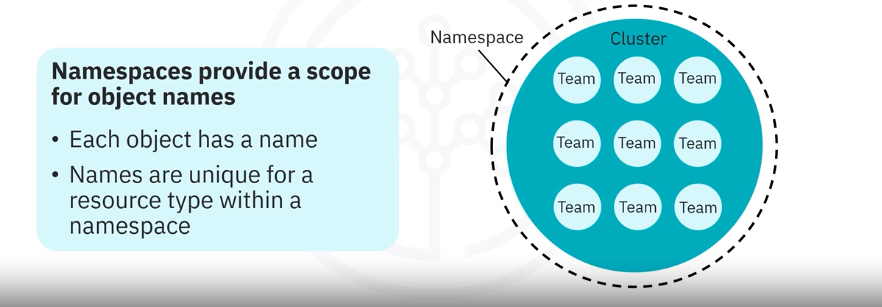 Namespaces provide a scope
for object names
• Each object has a name
• Names are unique for a
resource type within a
namespace
Namespace
Cluster
Team Team Team
Team Team Team
Team Team Team